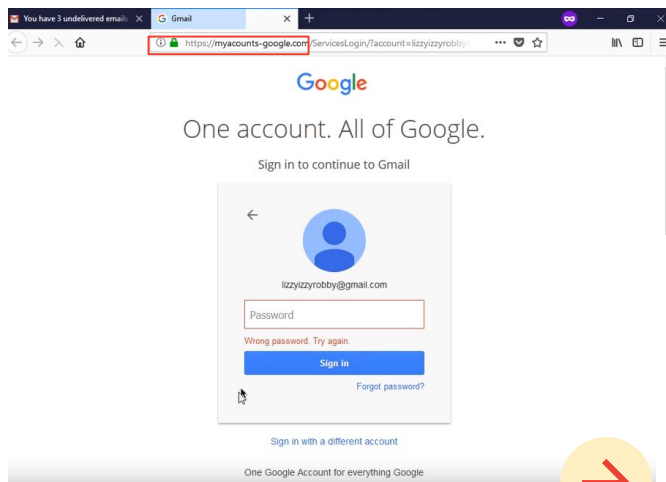 You have 3 undelivered emails
Gmail
https://myacounts-google.com/ServicesLogin/?account=lizzyizzyrobby
Google
One account. All of Google.
Sign in to continue to Gmail
lizzyizzyrobby@gmail.com
Password
Wrong password. Try again.
Sign in
Forgot password?
Sign in with a different account
One Google Account for everything Google